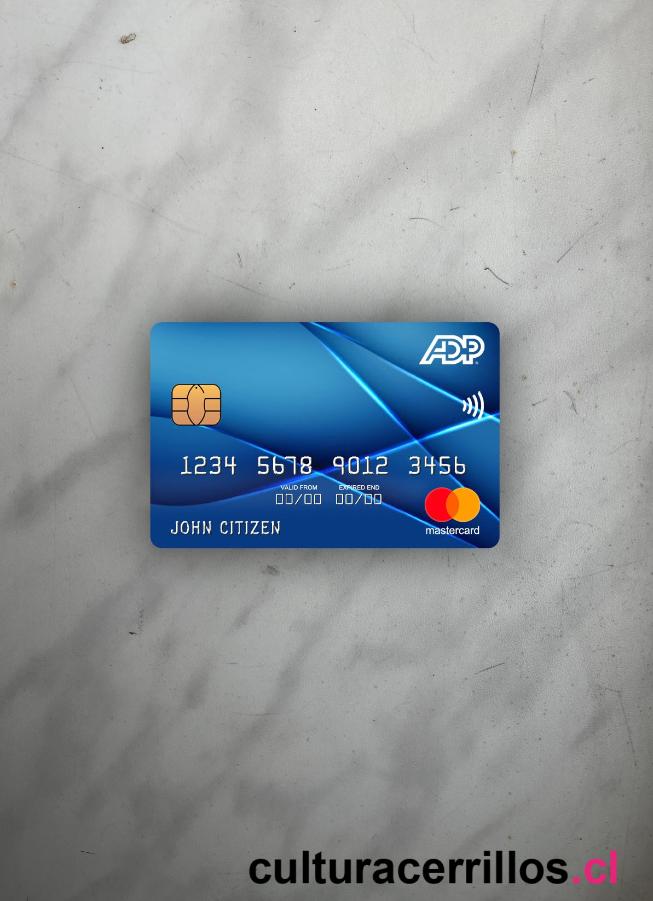 ADP
1234 5678 9012 3456
VALID FROM EXPIRED END
00/00 00/00
JOHN CITIZEN
mastercard
culturacerrillos.cl